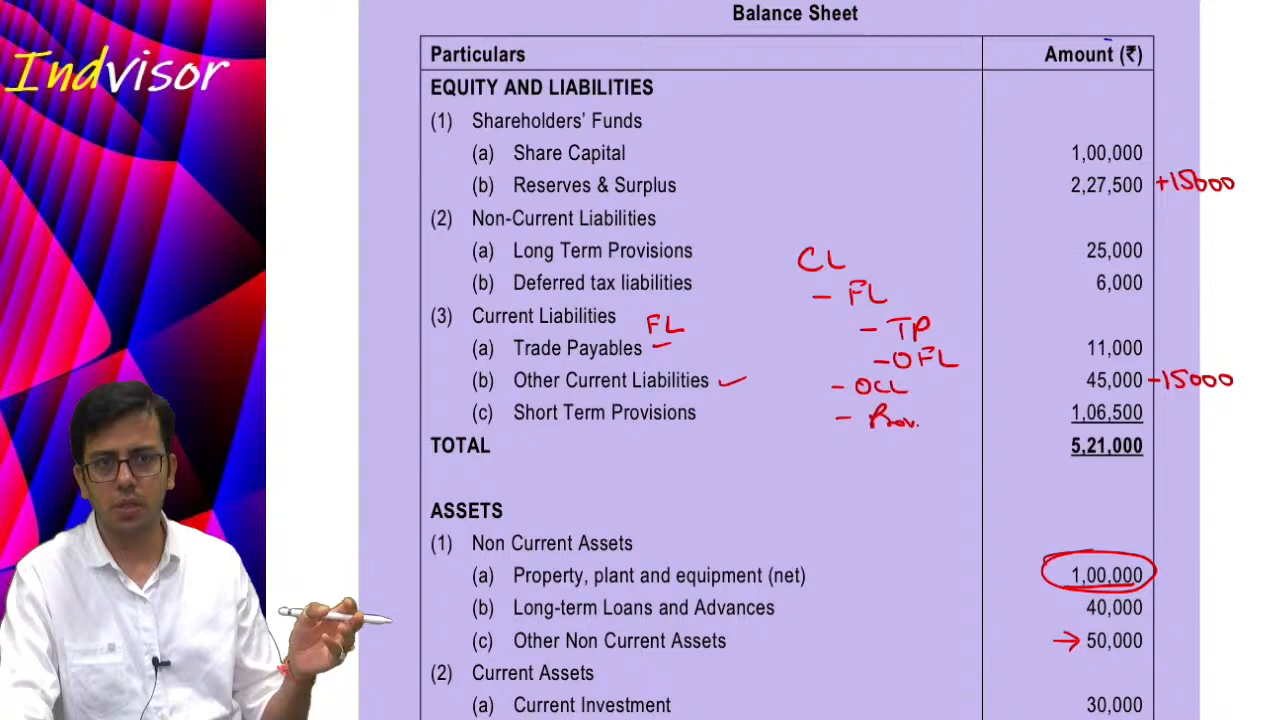 Balance Sheet
Indvisor
Particulars Amount (₹)
EQUITY AND LIABILITIES
(1) Shareholders' Funds
(a) Share Capital 1,00,000
(b) Reserves & Surplus 2,27,500 +15000
(2) Non-Current Liabilities
(a) Long Term Provisions 25,000
CL
(b) Deferred tax liabilities 6,000
- FL
(3) Current Liabilities
FL
- TP
(a) Trade Payables 11,000
- OFL
(b) Other Current Liabilities 45,000 -15000
- OCL
(c) Short Term Provisions 1,06,500
- Prov.
TOTAL 5,21,000
ASSETS
(1) Non Current Assets
(a) Property, plant and equipment (net) 1,00,000
(b) Long-term Loans and Advances 40,000
(c) Other Non Current Assets → 50,000
(2) Current Assets
(a) Current Investment 30,000